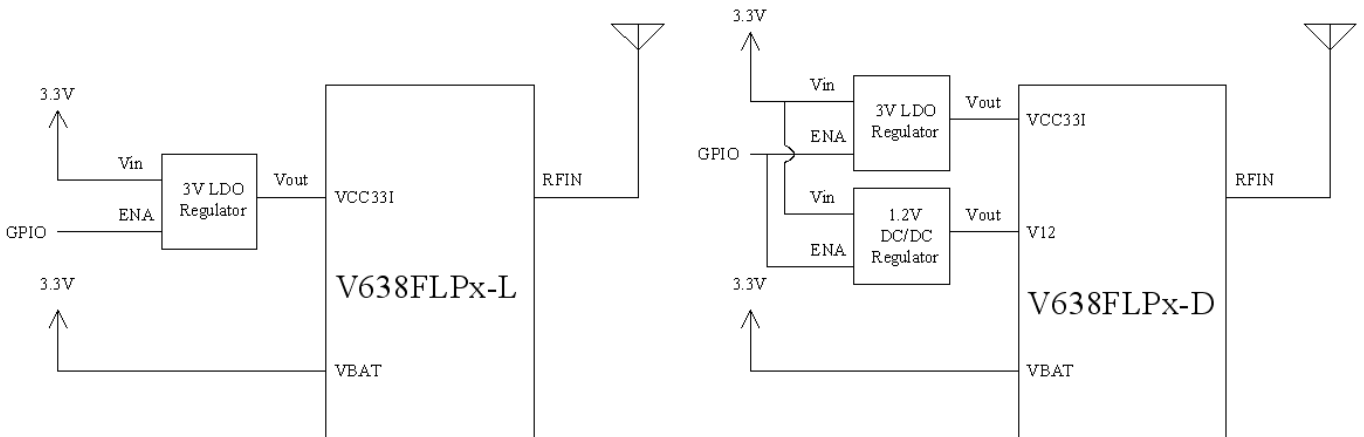 3.3V
Vin
3V LDO
Regulator
Vout
ENA
GPIO
VCC33I
RFIN
3.3V
V638FLPx-L
VBAT
3.3V
Vin
3V LDO
Regulator
Vout
ENA
GPIO
VCC33I
RFIN
Vin
1.2V
DC/DC
Regulator
Vout
ENA
V12
3.3V
V638FLPx-D
VBAT